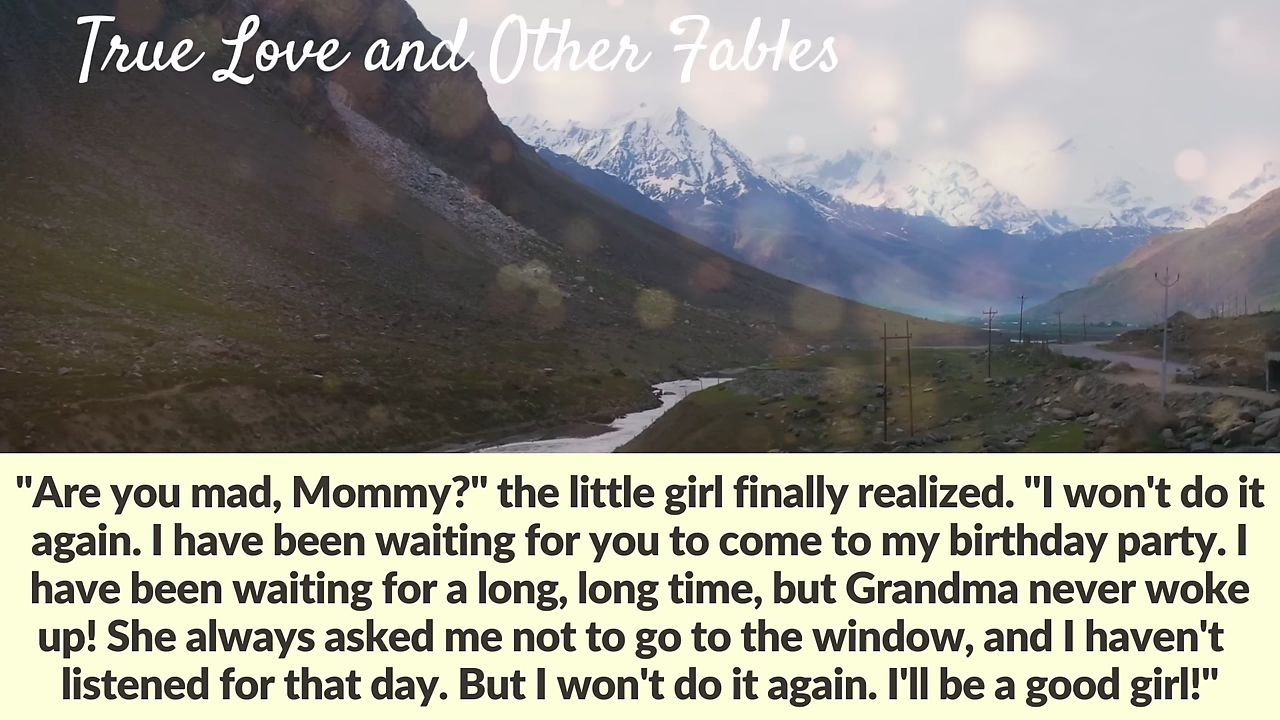 True Love and Other Fables
"Are you mad, Mommy?" the little girl finally realized. "I won't do it
again. I have been waiting for you to come to my birthday party. I
have been waiting for a long, long time, but Grandma never woke
up! She always asked me not to go to the window, and I haven't
listened for that day. But I won't do it again. I'll be a good girl!"